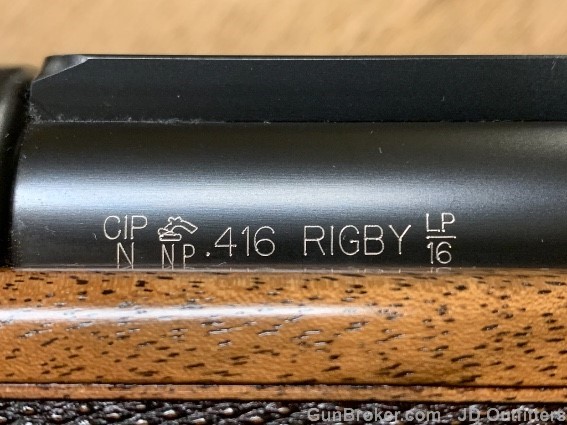 CIP NP .416 RIGBY LP
N 16
GunBroker.com - JD Outfitters